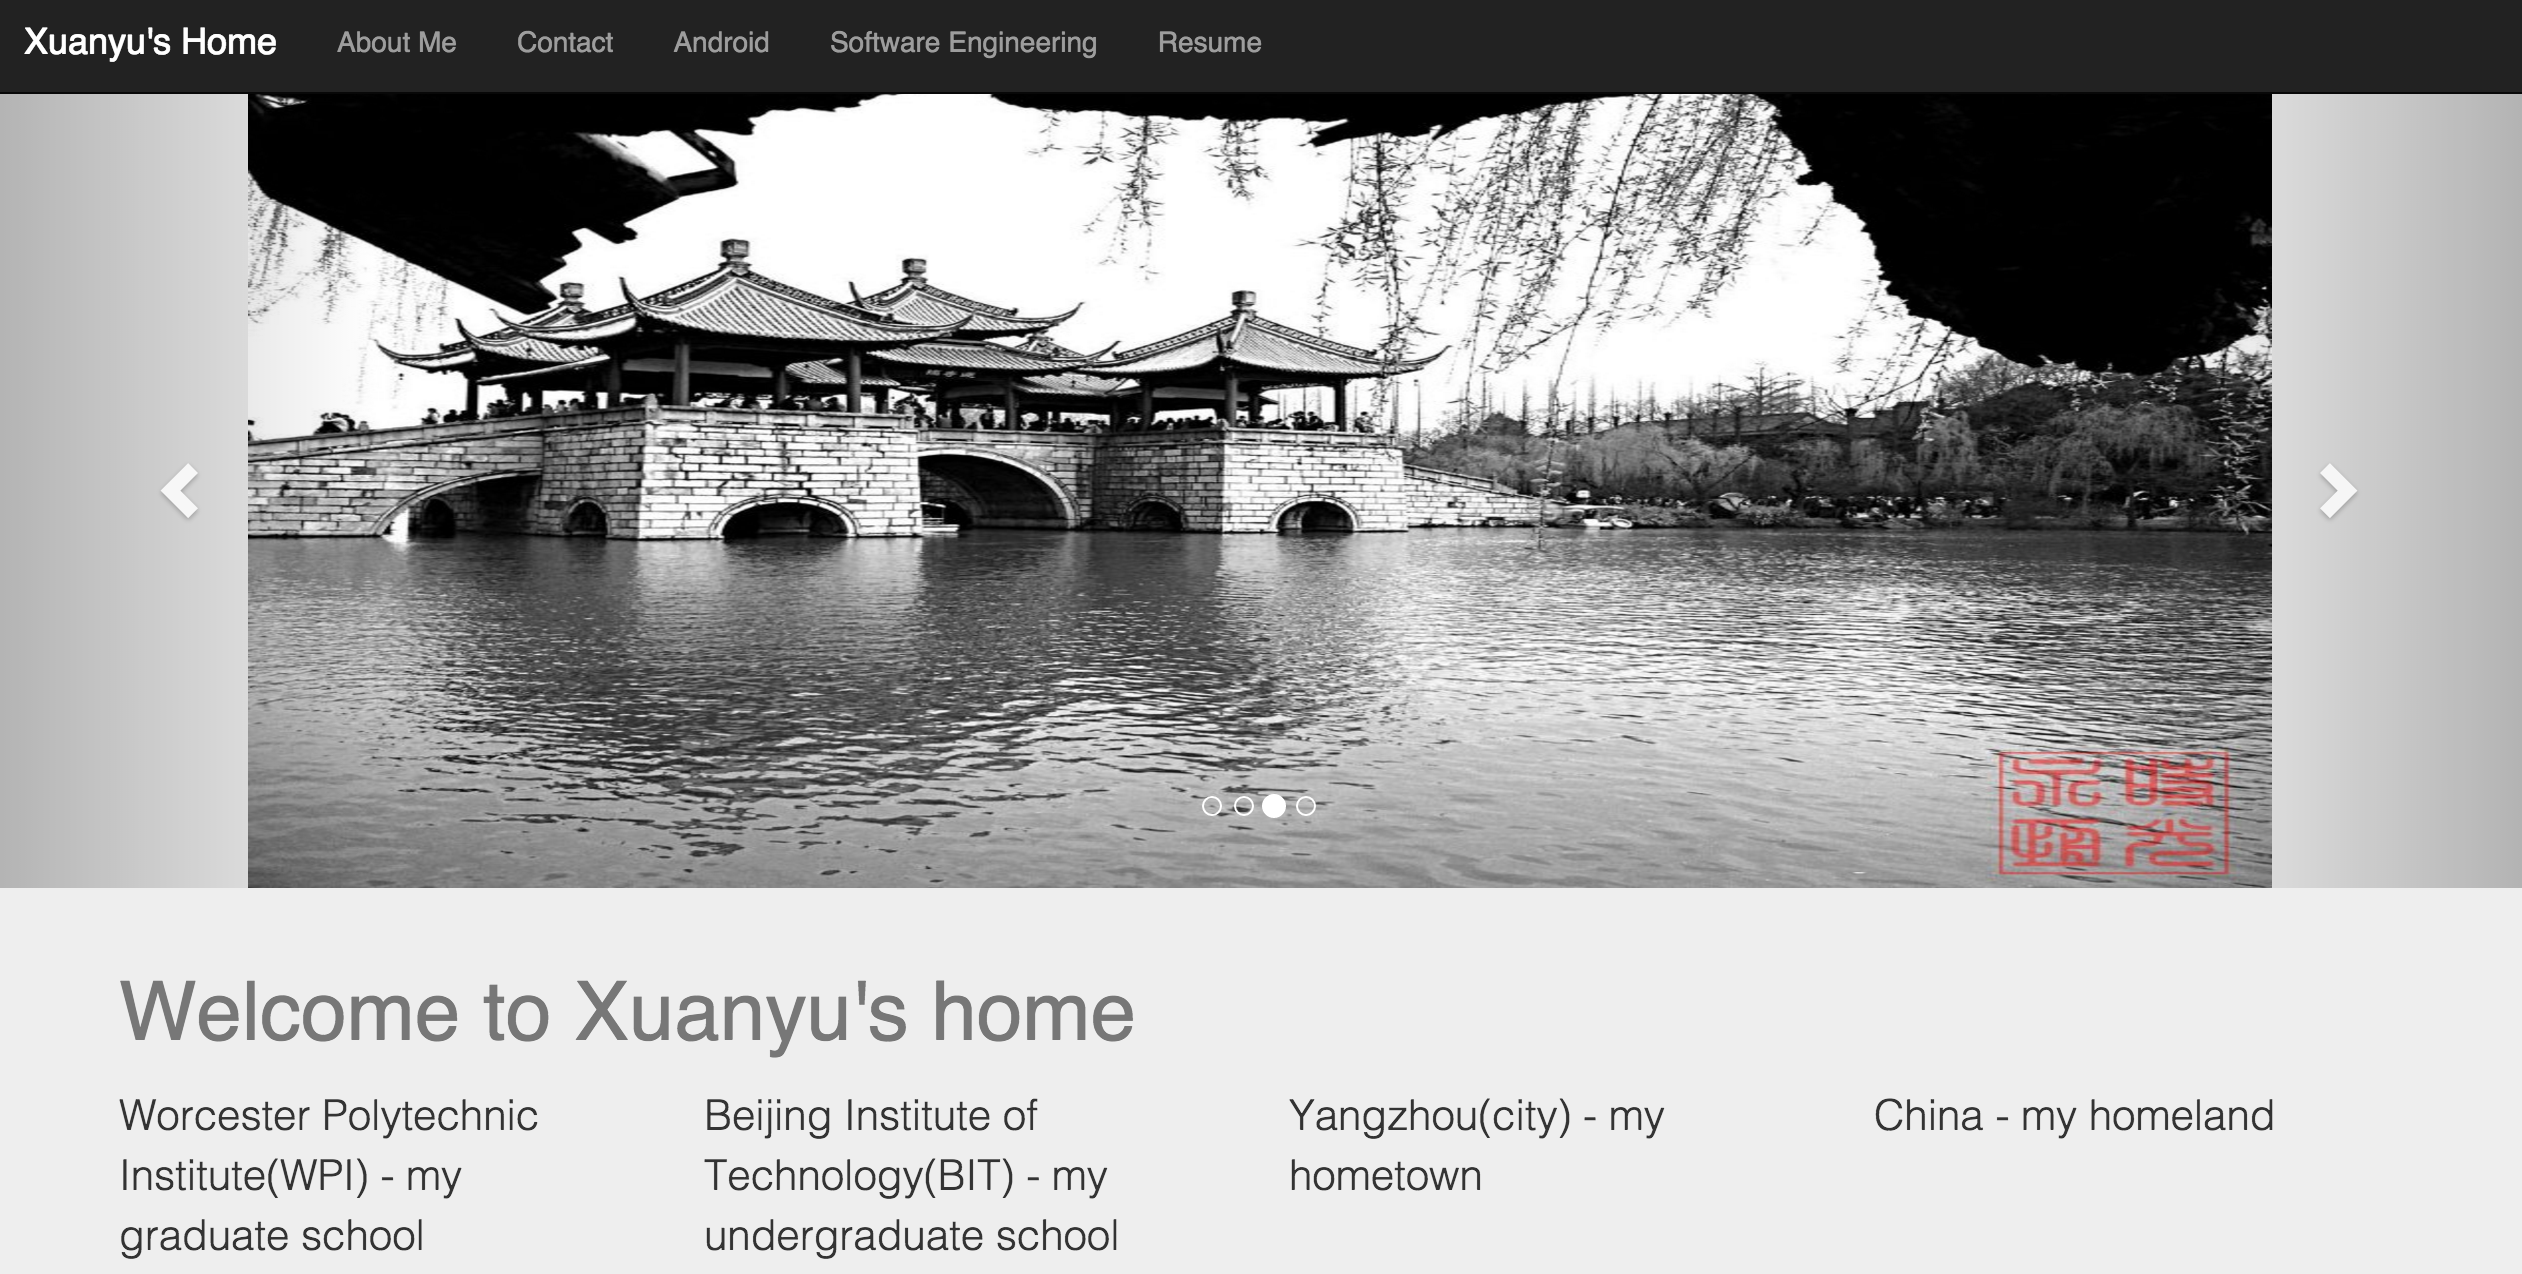 Xuanyu's Home About Me Contact Android Software Engineering Resume
Welcome to Xuanyu's home
Worcester Polytechnic
Institute(WPI) - my
graduate school
Beijing Institute of
Technology(BIT) - my
undergraduate school
Yangzhou(city) - my
hometown
China - my homeland